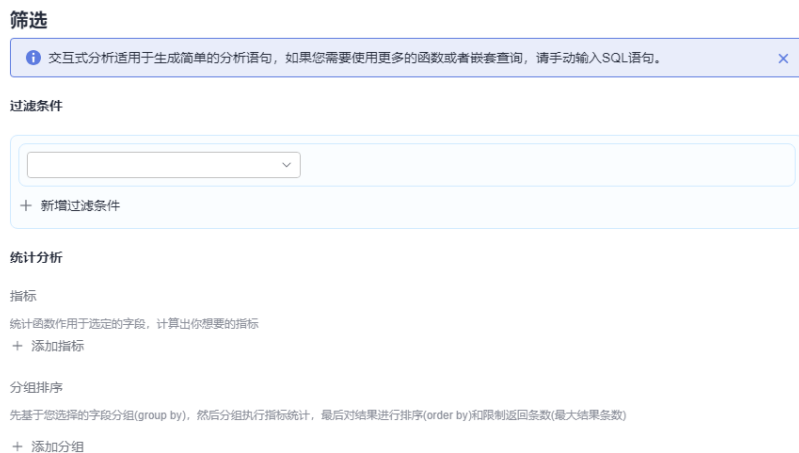 筛选
交互式分析适用于生成简单的分析语句，如果您需要使用更多的函数或者嵌套查询，请手动输入SQL语句。
过滤条件
新增过滤条件
统计分析
指标
统计函数作用于选定的字段，计算出你想要的指标
添加指标
分组排序
先基于您选择的字段分组(group by)，然后分组执行指标统计，最后对结果进行排序(order by)和限制返回条数(最大结果条数)
添加分组